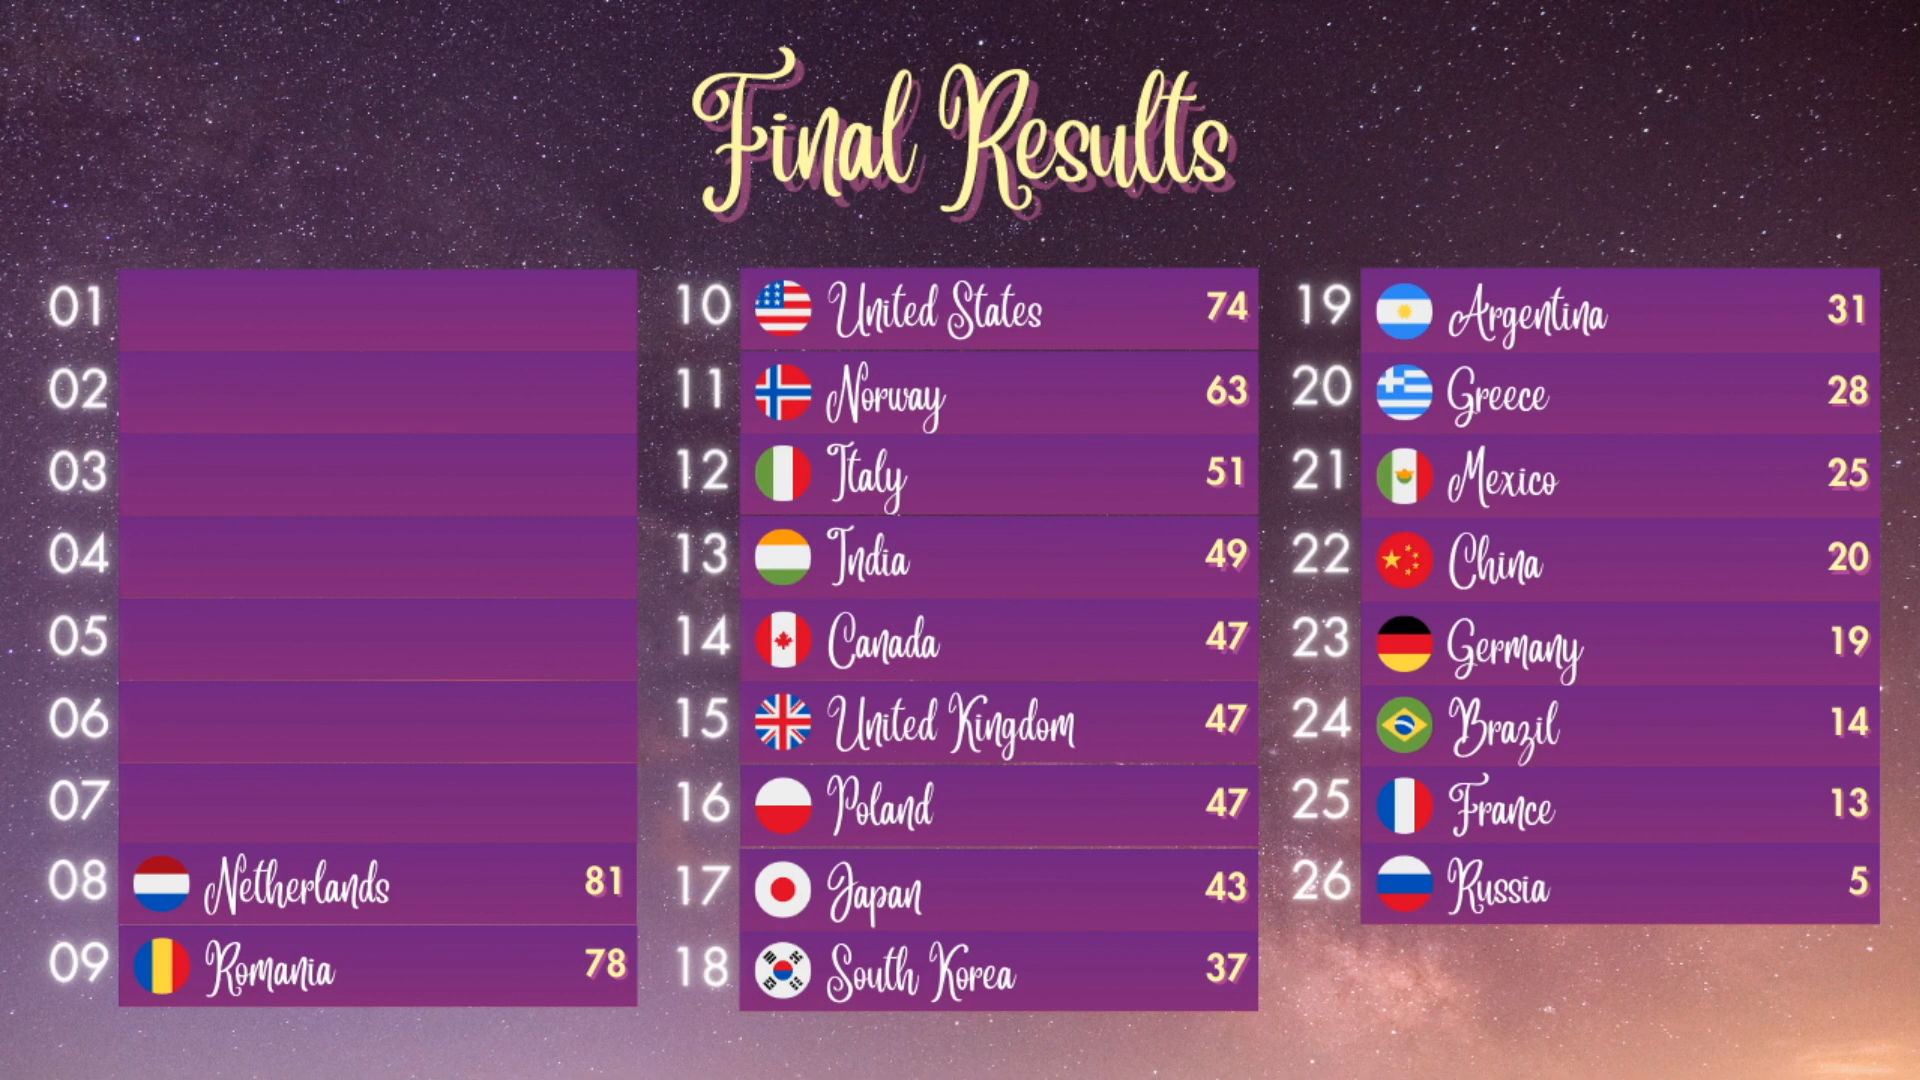 Final Results
01
02
03
04
05
06
07
08 Netherlands 81
09 Romania 78
10 United States 74
11 Norway 63
12 Italy 51
13 India 49
14 Canada 47
15 United Kingdom 47
16 Poland 47
17 Japan 43
18 South Korea 37
19 Argentina 31
20 Greece 28
21 Mexico 25
22 China 20
23 Germany 19
24 Brazil 14
25 France 13
26 Russia 5